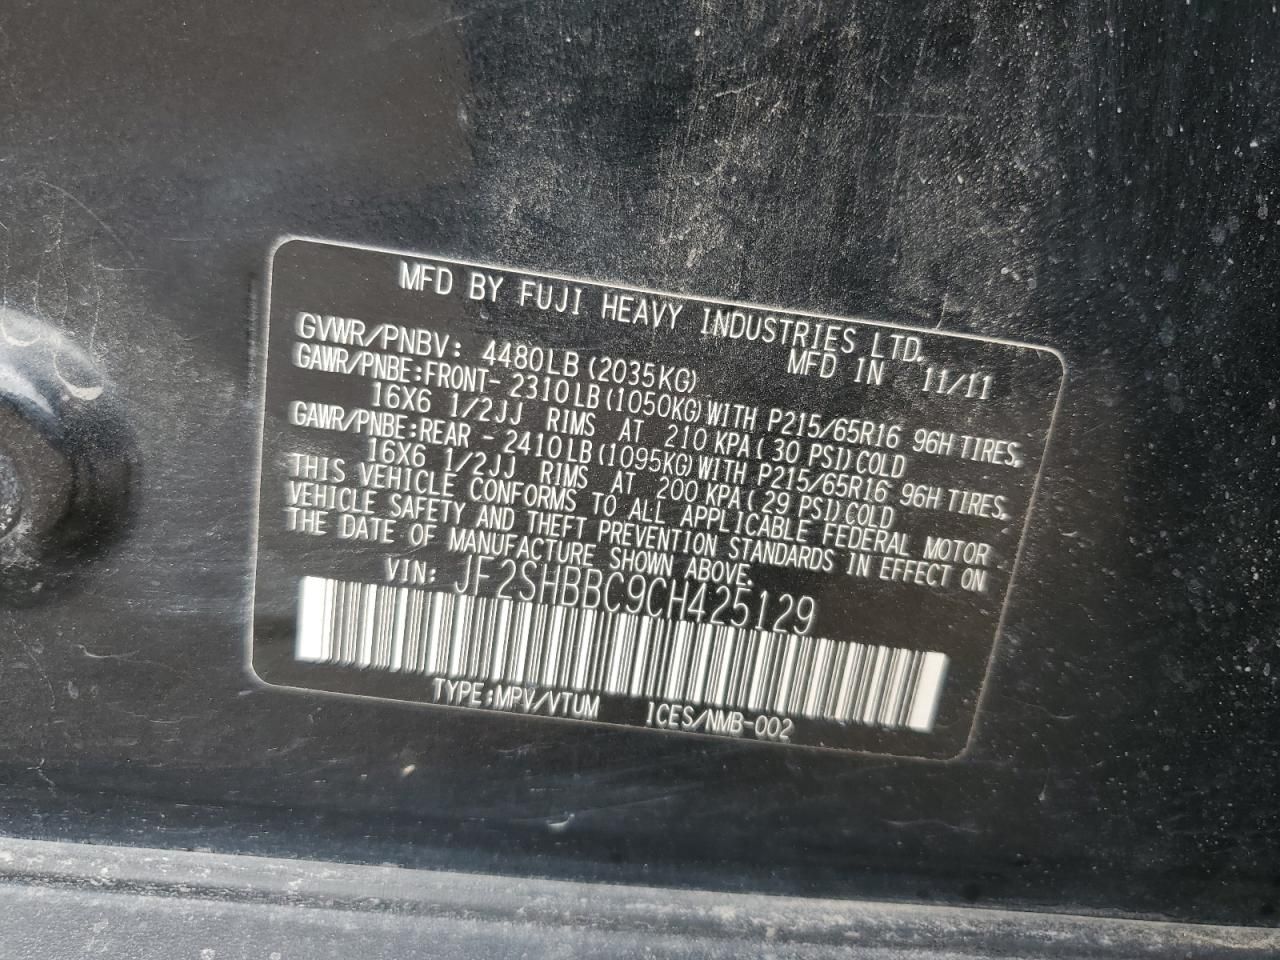 MFD BY FUJI HEAVY INDUSTRIES LTD.
GVWR/PNBV: 4480LB (2035KG) MFD IN 11/11
GAWR/PNBE:FRONT- 2310LB (1050KG) WITH P215/65R16 96H TIRES,
16X6 1/2JJ RIMS AT 210 KPA (30 PSI) COLD
GAWR/PNBE:REAR - 2410LB (1095KG) WITH P215/65R16 96H TIRES,
16X6 1/2JJ RIMS AT 200 KPA (29 PSI) COLD
THIS VEHICLE CONFORMS TO ALL APPLICABLE FEDERAL MOTOR
VEHICLE SAFETY AND THEFT PREVENTION STANDARDS IN EFFECT ON
THE DATE OF MANUFACTURE SHOWN ABOVE.
VIN: JF2SHBBC9CH425129
TYPE:MPV/VTUM ICES/NMB-002